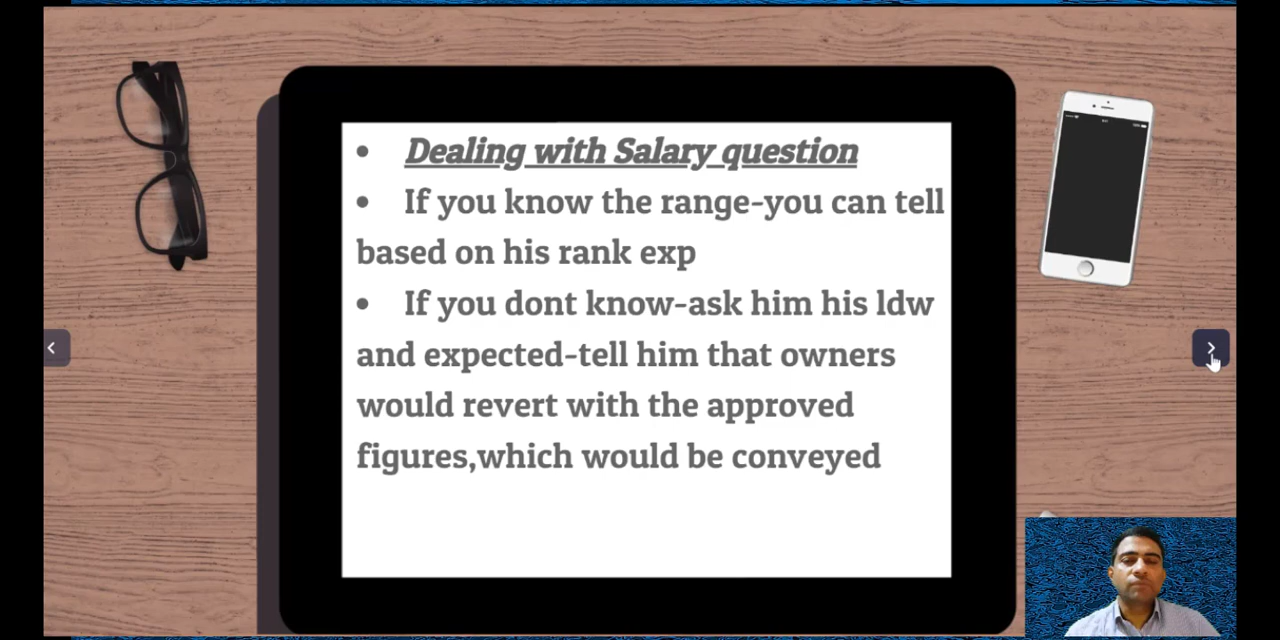 • Dealing with Salary question
• If you know the range-you can tell
based on his rank exp
• If you dont know-ask him his ldw
and expected-tell him that owners
would revert with the approved
figures,which would be conveyed